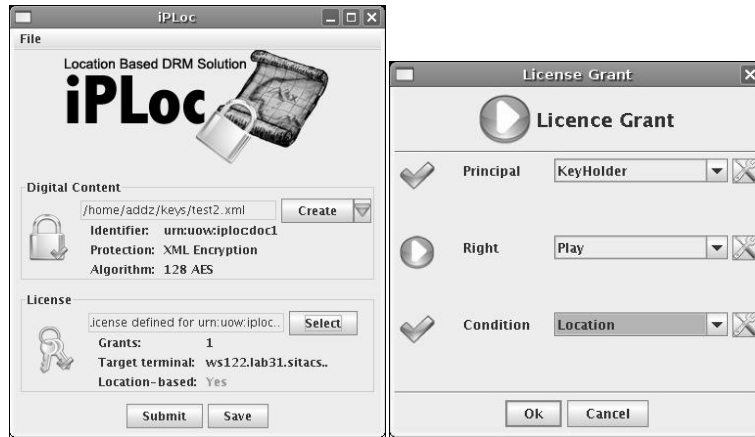 iPLoc
File
Location Based DRM Solution
iPLoc
Digital Content
/home/addz/keys/test2.xml Create
Identifier: urn:uow:iploc:doc1
Protection: XML Encryption
Algorithm: 128 AES
License
.icense defined for urn:uow:iploc.. Select
Grants: 1
Target terminal: ws122.lab31.sitacs..
Location-based: Yes
Submit Save
License Grant
Licence Grant
Principal KeyHolder
Right Play
Condition Location
Ok Cancel